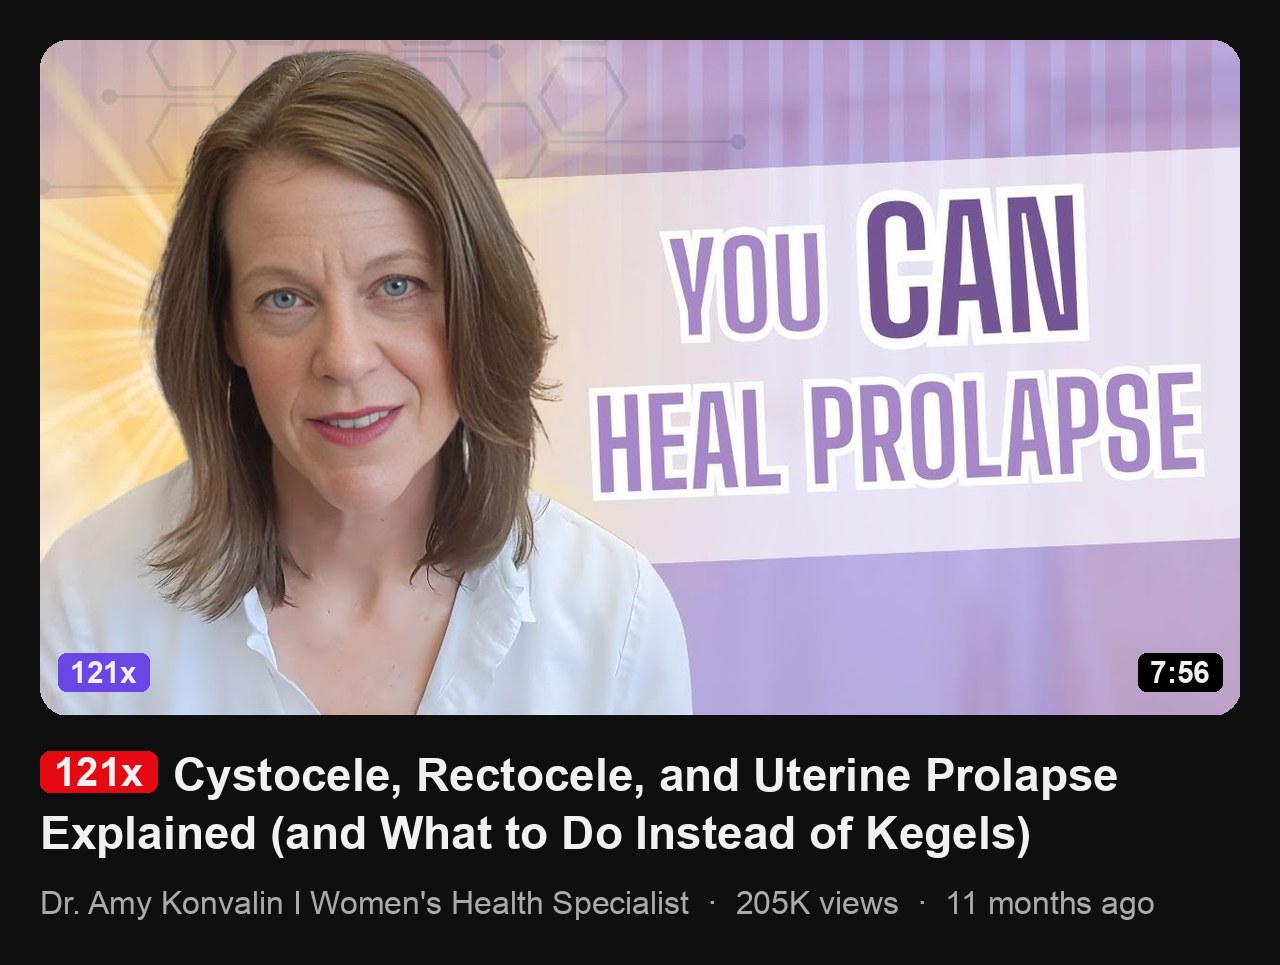 YOU CAN
HEAL PROLAPSE
121x
7:56
121x Cystocele, Rectocele, and Uterine Prolapse
Explained (and What to Do Instead of Kegels)
Dr. Amy Konvalin I Women's Health Specialist · 205K views · 11 months ago